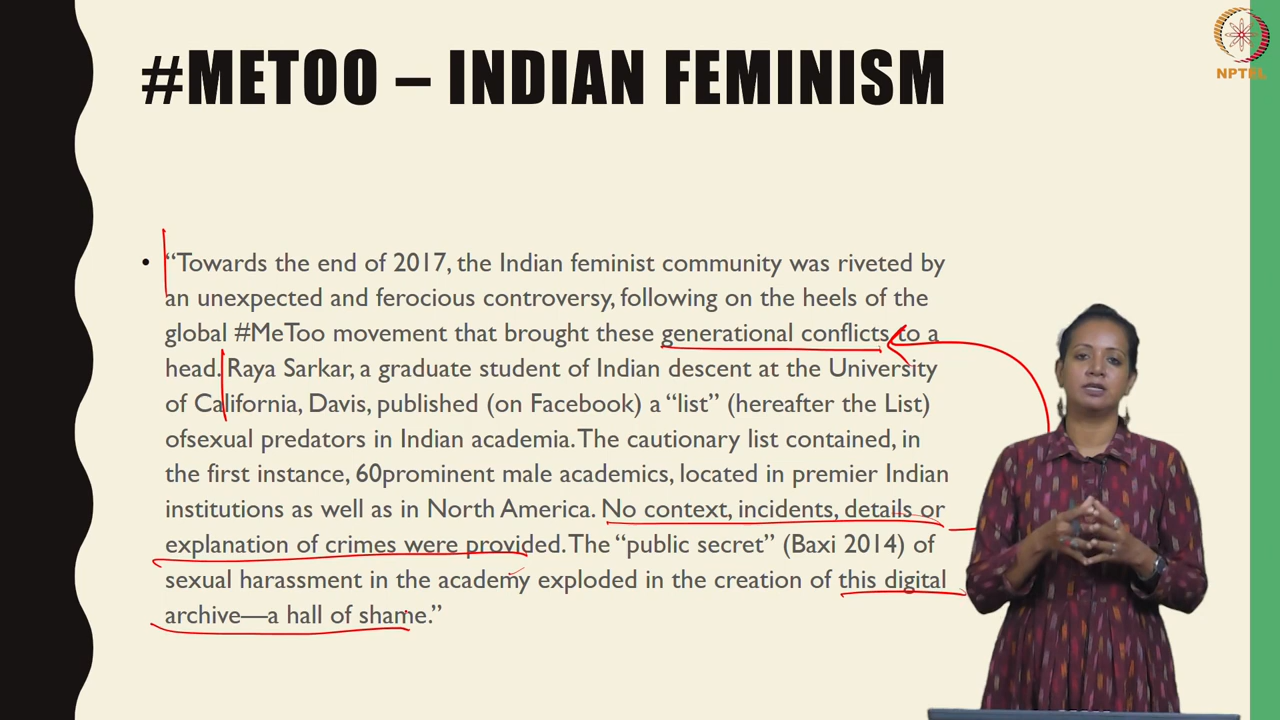 #METOO – INDIAN FEMINISM
NPTEL
• “Towards the end of 2017, the Indian feminist community was riveted by
an unexpected and ferocious controversy, following on the heels of the
global #MeToo movement that brought these generational conflicts to a
head. Raya Sarkar, a graduate student of Indian descent at the University
of California, Davis, published (on Facebook) a “list” (hereafter the List)
ofsexual predators in Indian academia. The cautionary list contained, in
the first instance, 60prominent male academics, located in premier Indian
institutions as well as in North America. No context, incidents, details or
explanation of crimes were provided. The “public secret” (Baxi 2014) of
sexual harassment in the academy exploded in the creation of this digital
archive—a hall of shame.”